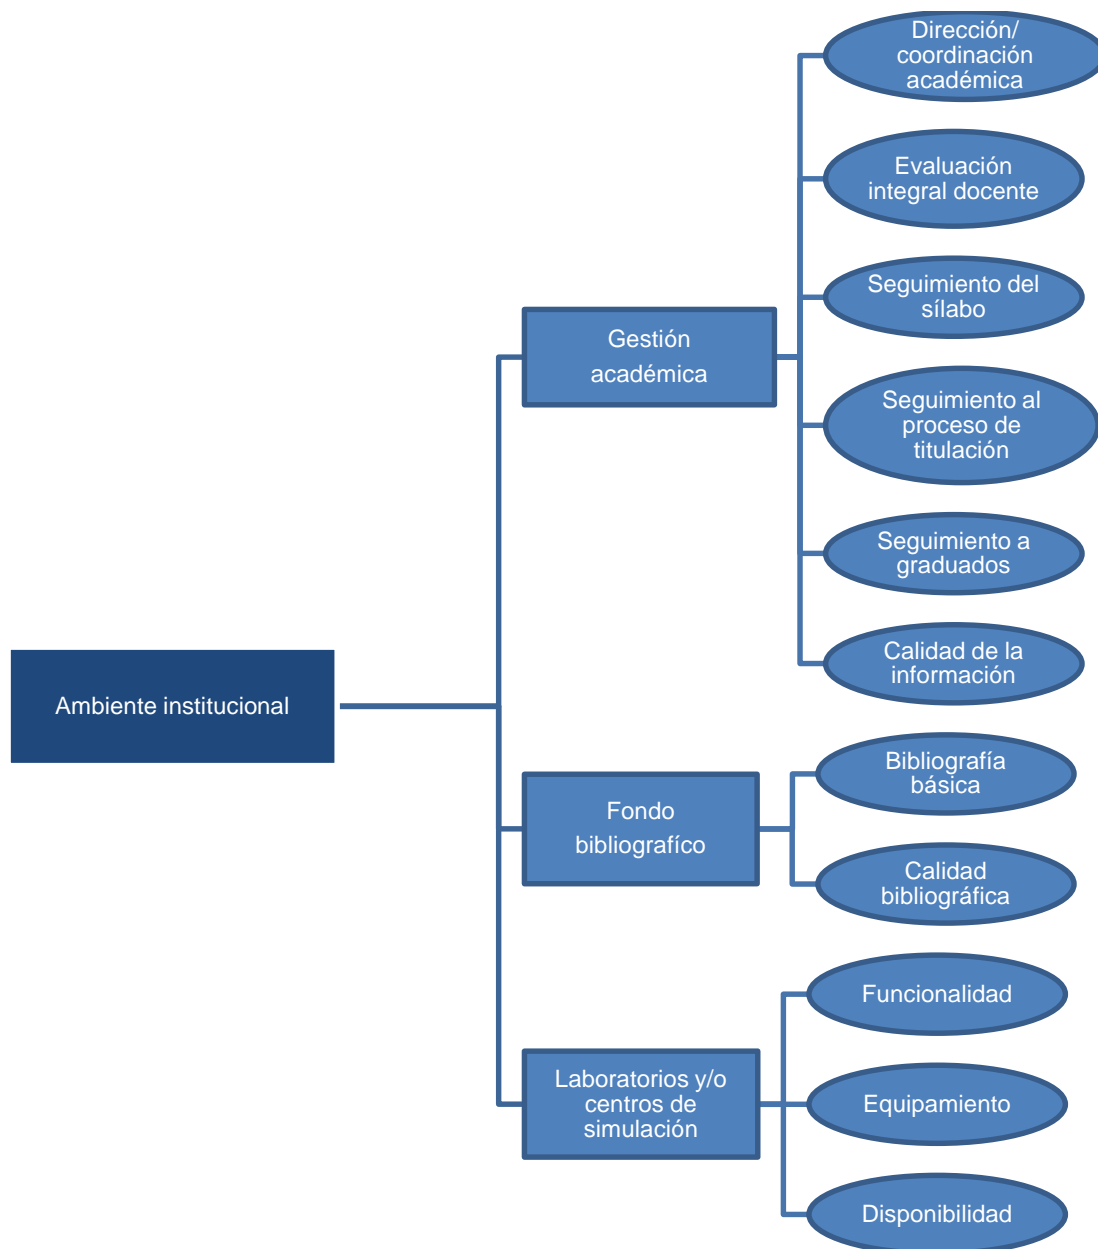 Dirección/
coordinación
académica
Evaluación
integral docente
Seguimiento del
sílabo
Gestión
académica
Seguimiento al
proceso de
titulación
Seguimiento a
graduados
Calidad de la
información
Ambiente institucional
Bibliografía
básica
Fondo
bibliografíco
Calidad
bibliográfica
Funcionalidad
Laboratorios y/o
centros de
simulación
Equipamiento
Disponibilidad